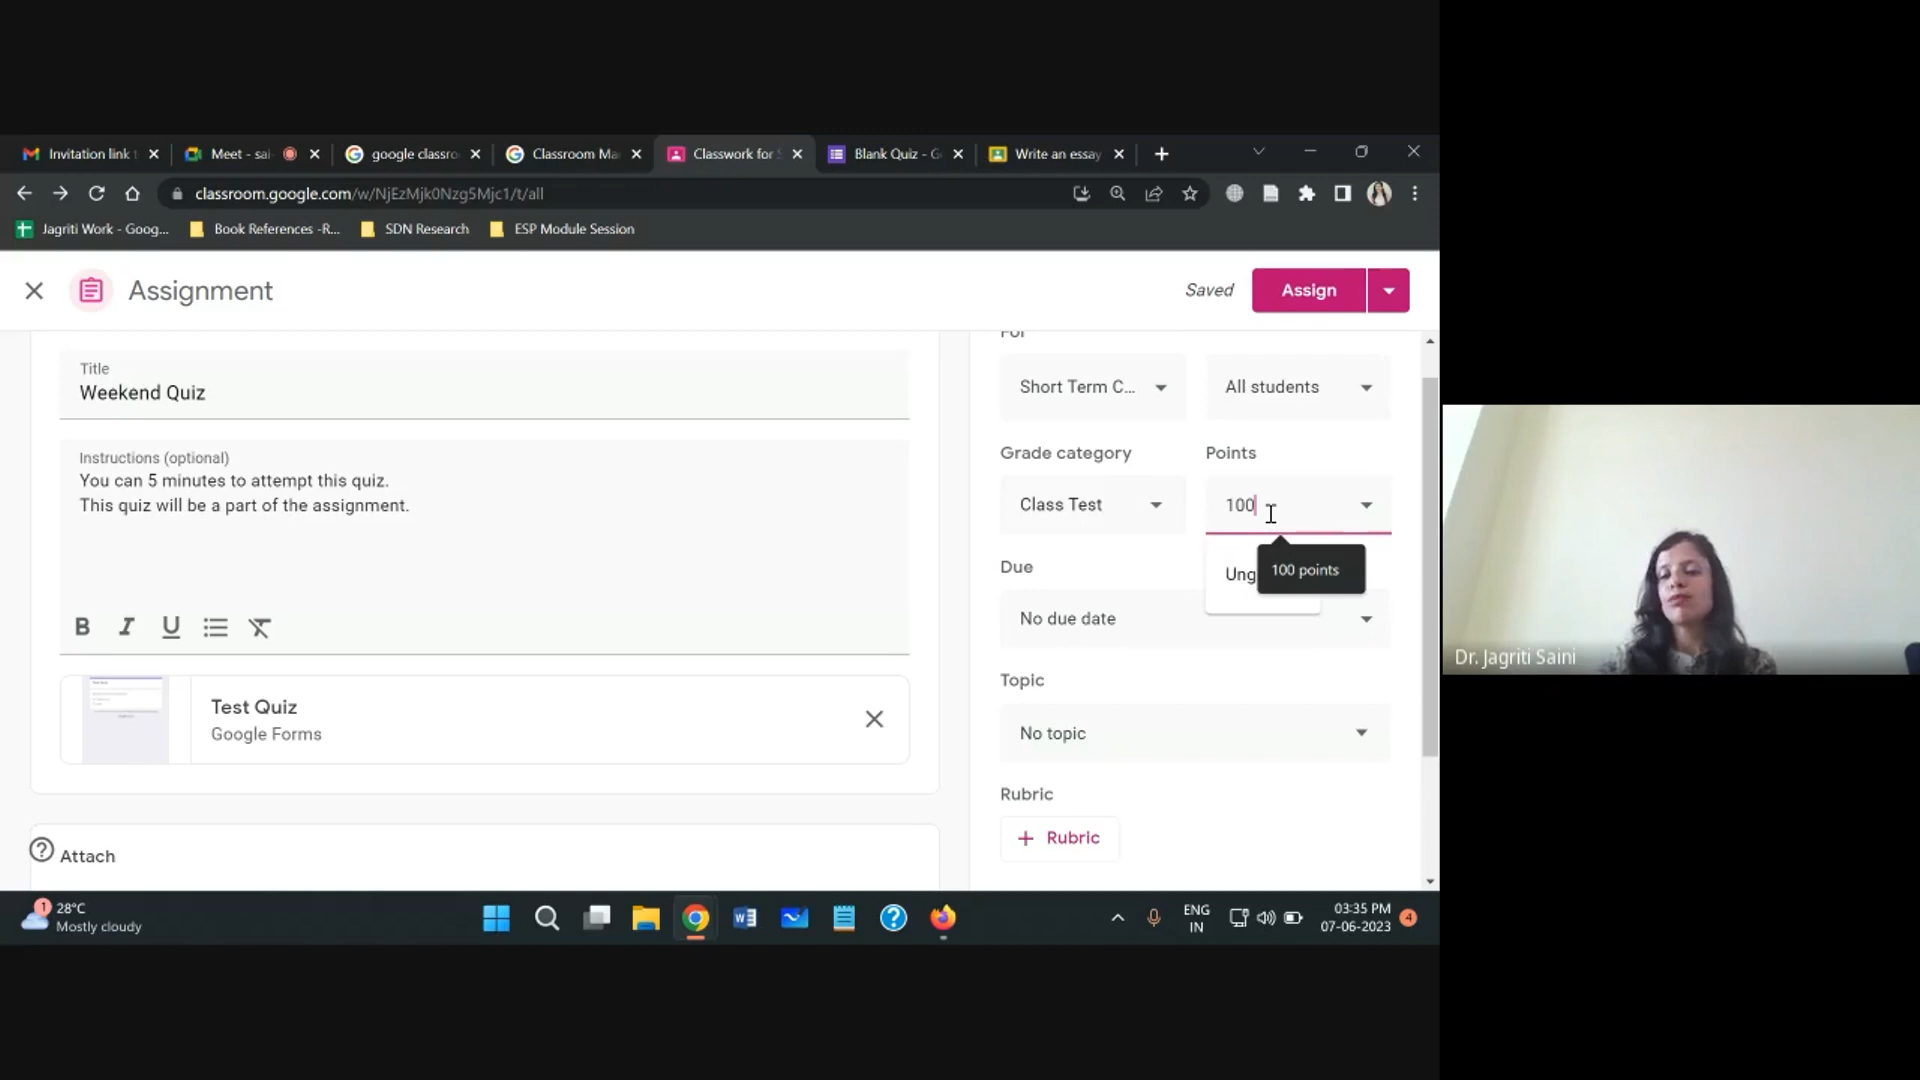 Invitation link
Meet - sai
google classro
Classroom Ma
Classwork for
Blank Quiz - G
Write an essay
classroom.google.com/w/NjEzMjk0Nzg5Mjc1/t/all
Jagriti Work - Goog...
Book References -R...
SDN Research
ESP Module Session
Assignment
Saved
Assign
For
Title
Weekend Quiz
Short Term C...
All students
Instructions (optional)
You can 5 minutes to attempt this quiz.
This quiz will be a part of the assignment.
Grade category
Points
Class Test
100
Ung
100 points
Due
No due date
B I U
Test Quiz
Google Forms
Topic
No topic
Rubric
+ Rubric
Attach
Dr. Jagriti Saini
1
28°C
Mostly cloudy
ENG
IN
03:35 PM
07-06-2023
4